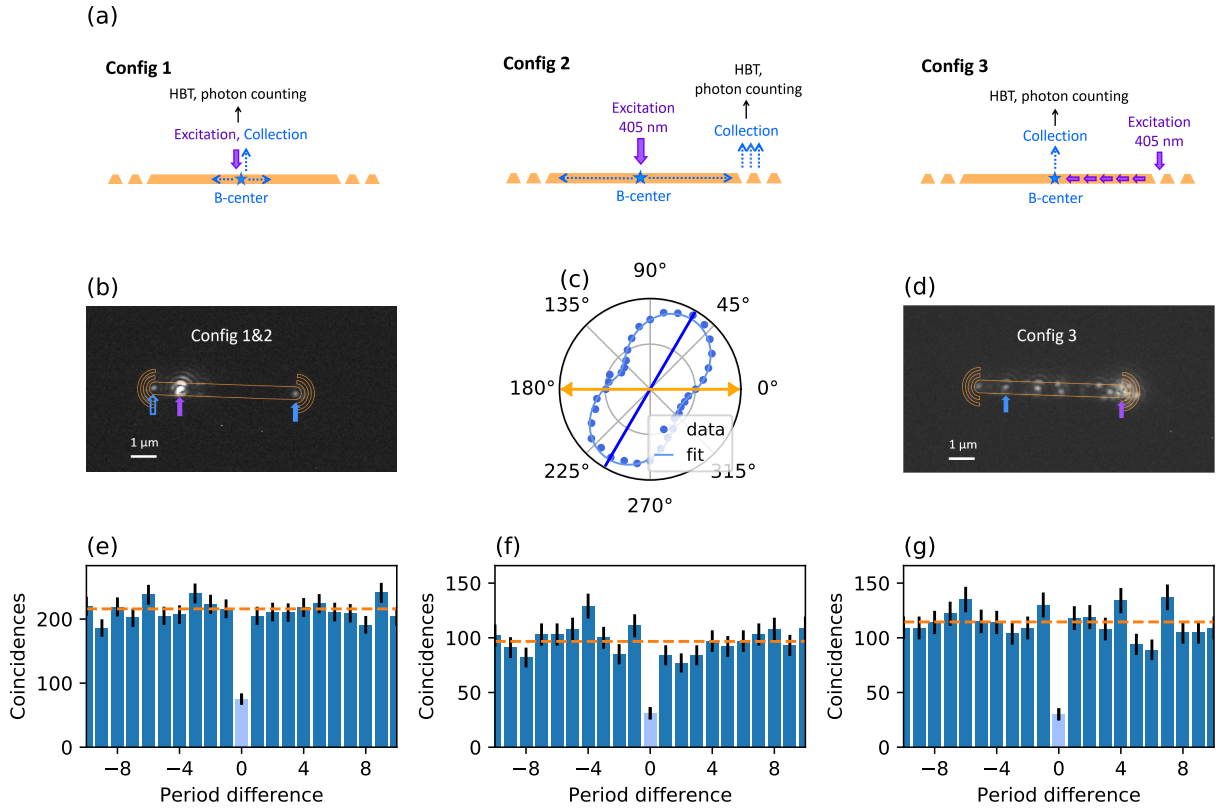 (a)
Config 1
HBT, photon counting
Excitation, Collection
B-center
Config 2
HBT,
photon counting
Excitation
405 nm
Collection
B-center
Config 3
HBT, photon counting
Collection
Excitation
405 nm
B-center
(b)
Config 1&2
1 µm
(c)
90°
135°
45°
180°
0°
225°
315°
270°
data
fit
(d)
Config 3
1 µm
(e)
Coincidences
200
100
0
−8 −4 0 4 8
Period difference
(f)
Coincidences
150
100
50
0
−8 −4 0 4 8
Period difference
(g)
Coincidences
150
100
50
0
−8 −4 0 4 8
Period difference